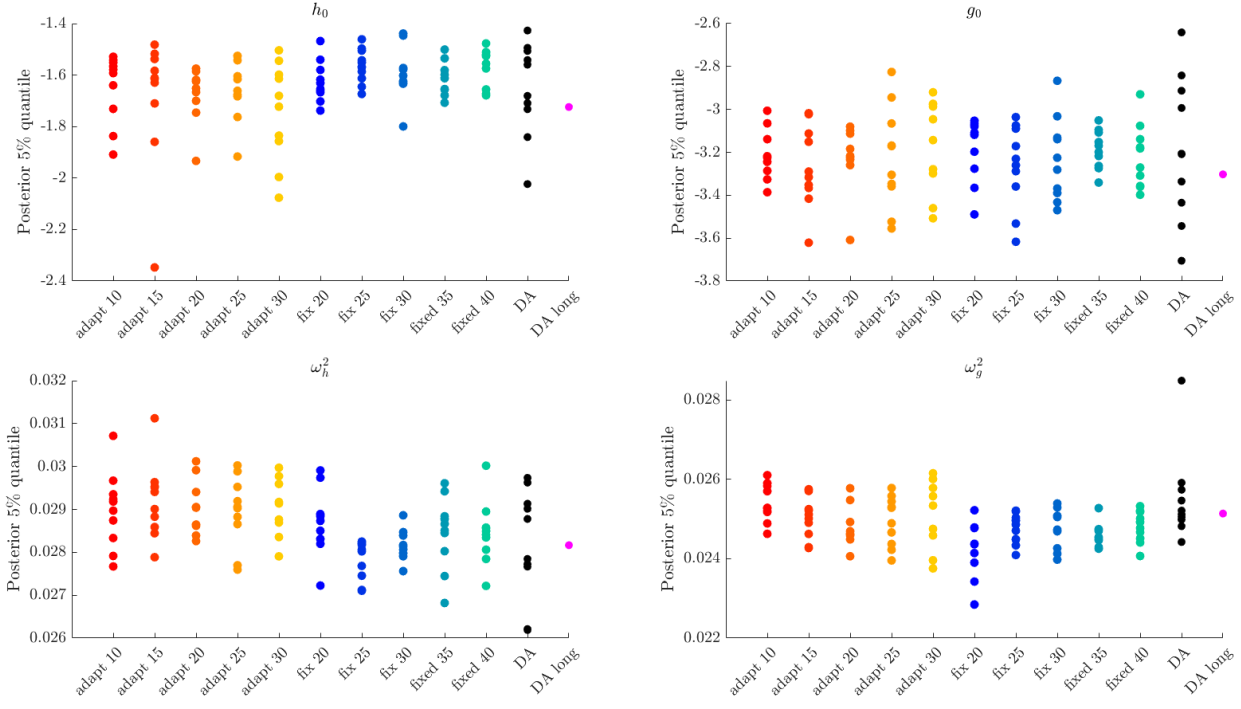 h₀
Posterior 5% quantile
-1.4
-1.6
-1.8
-2
-2.2
-2.4
adapt 10
adapt 15
adapt 20
adapt 25
adapt 30
fix 20
fix 25
fix 30
fixed 35
fixed 40
DA
DA long
g₀
Posterior 5% quantile
-2.6
-2.8
-3
-3.2
-3.4
-3.6
-3.8
adapt 10
adapt 15
adapt 20
adapt 25
adapt 30
fix 20
fix 25
fix 30
fixed 35
fixed 40
DA
DA long
ω²ₕ
Posterior 5% quantile
0.032
0.031
0.03
0.029
0.028
0.027
0.026
adapt 10
adapt 15
adapt 20
adapt 25
adapt 30
fix 20
fix 25
fix 30
fixed 35
fixed 40
DA
DA long
ω²_g
Posterior 5% quantile
0.028
0.026
0.024
0.022
adapt 10
adapt 15
adapt 20
adapt 25
adapt 30
fix 20
fix 25
fix 30
fixed 35
fixed 40
DA
DA long